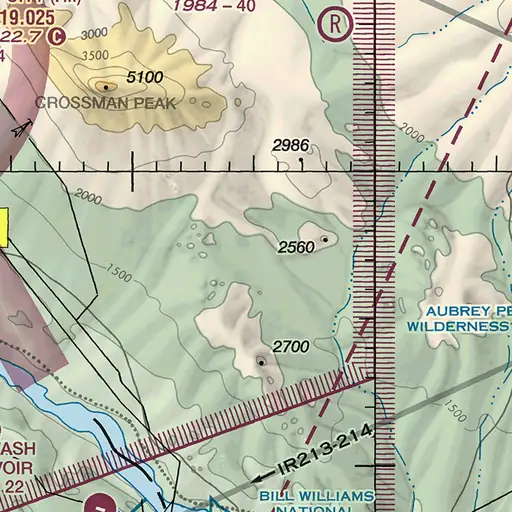 19.025
22.7 C
1984 – 40
R
3000
3500
5100
CROSSMAN PEAK
2986
2000
2000
2560
1500
AUBREY PE
WILDERNESS
2700
1500
IR213-214
ASH
VOIR
22
BILL WILLIAMS
NATIONAL